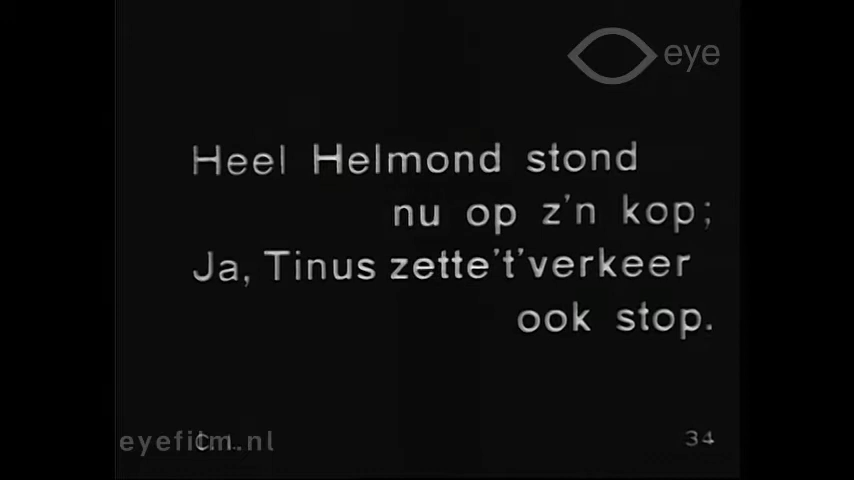 eye
Heel Helmond stond
nu op z'n kop;
Ja, Tinus zette't'verkeer
ook stop.
eyefilm.nl
34